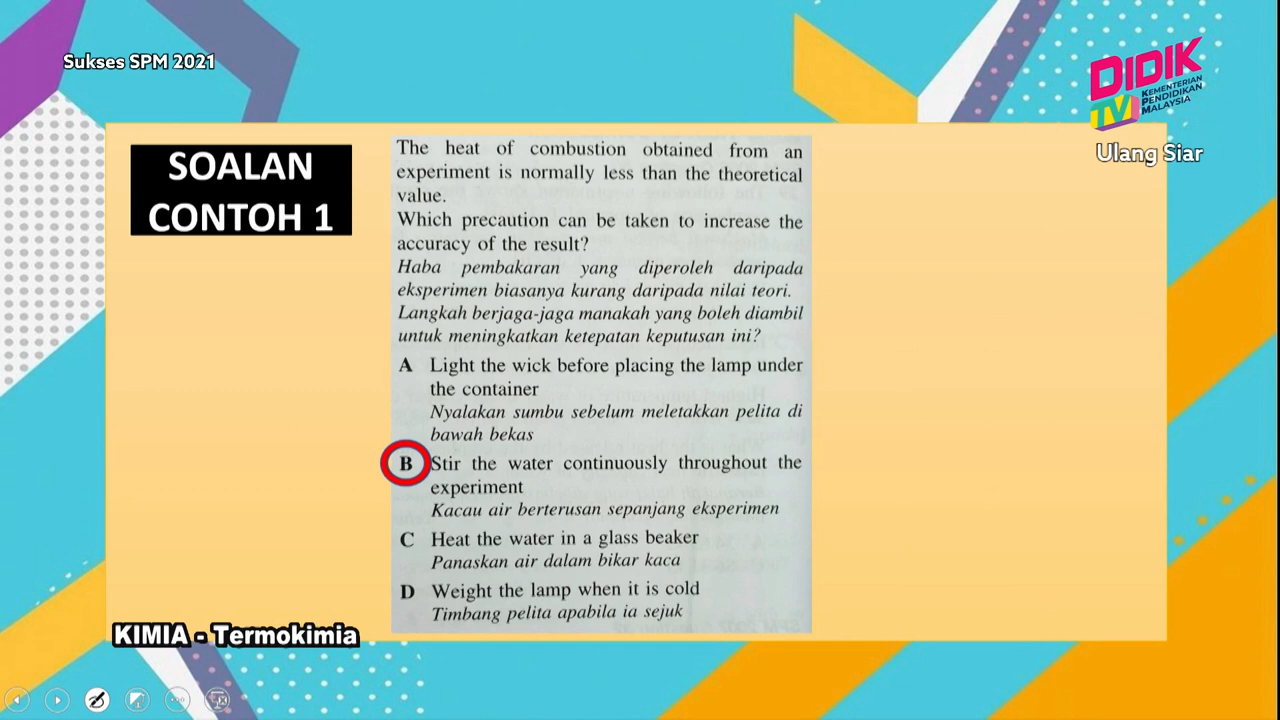 Sukses SPM 2021
DIDIK
TV
KEMENTERIAN
PENDIDIKAN
MALAYSIA
Ulang Siar
SOALAN
CONTOH 1
The heat of combustion obtained from an
experiment is normally less than the theoretical
value.
Which precaution can be taken to increase the
accuracy of the result?
Haba pembakaran yang diperoleh daripada
eksperimen biasanya kurang daripada nilai teori.
Langkah berjaga-jaga manakah yang boleh diambil
untuk meningkatkan ketepatan keputusan ini?
A Light the wick before placing the lamp under
the container
Nyalakan sumbu sebelum meletakkan pelita di
bawah bekas
B Stir the water continuously throughout the
experiment
Kacau air berterusan sepanjang eksperimen
C Heat the water in a glass beaker
Panaskan air dalam bikar kaca
D Weight the lamp when it is cold
Timbang pelita apabila ia sejuk
KIMIA - Termokimia